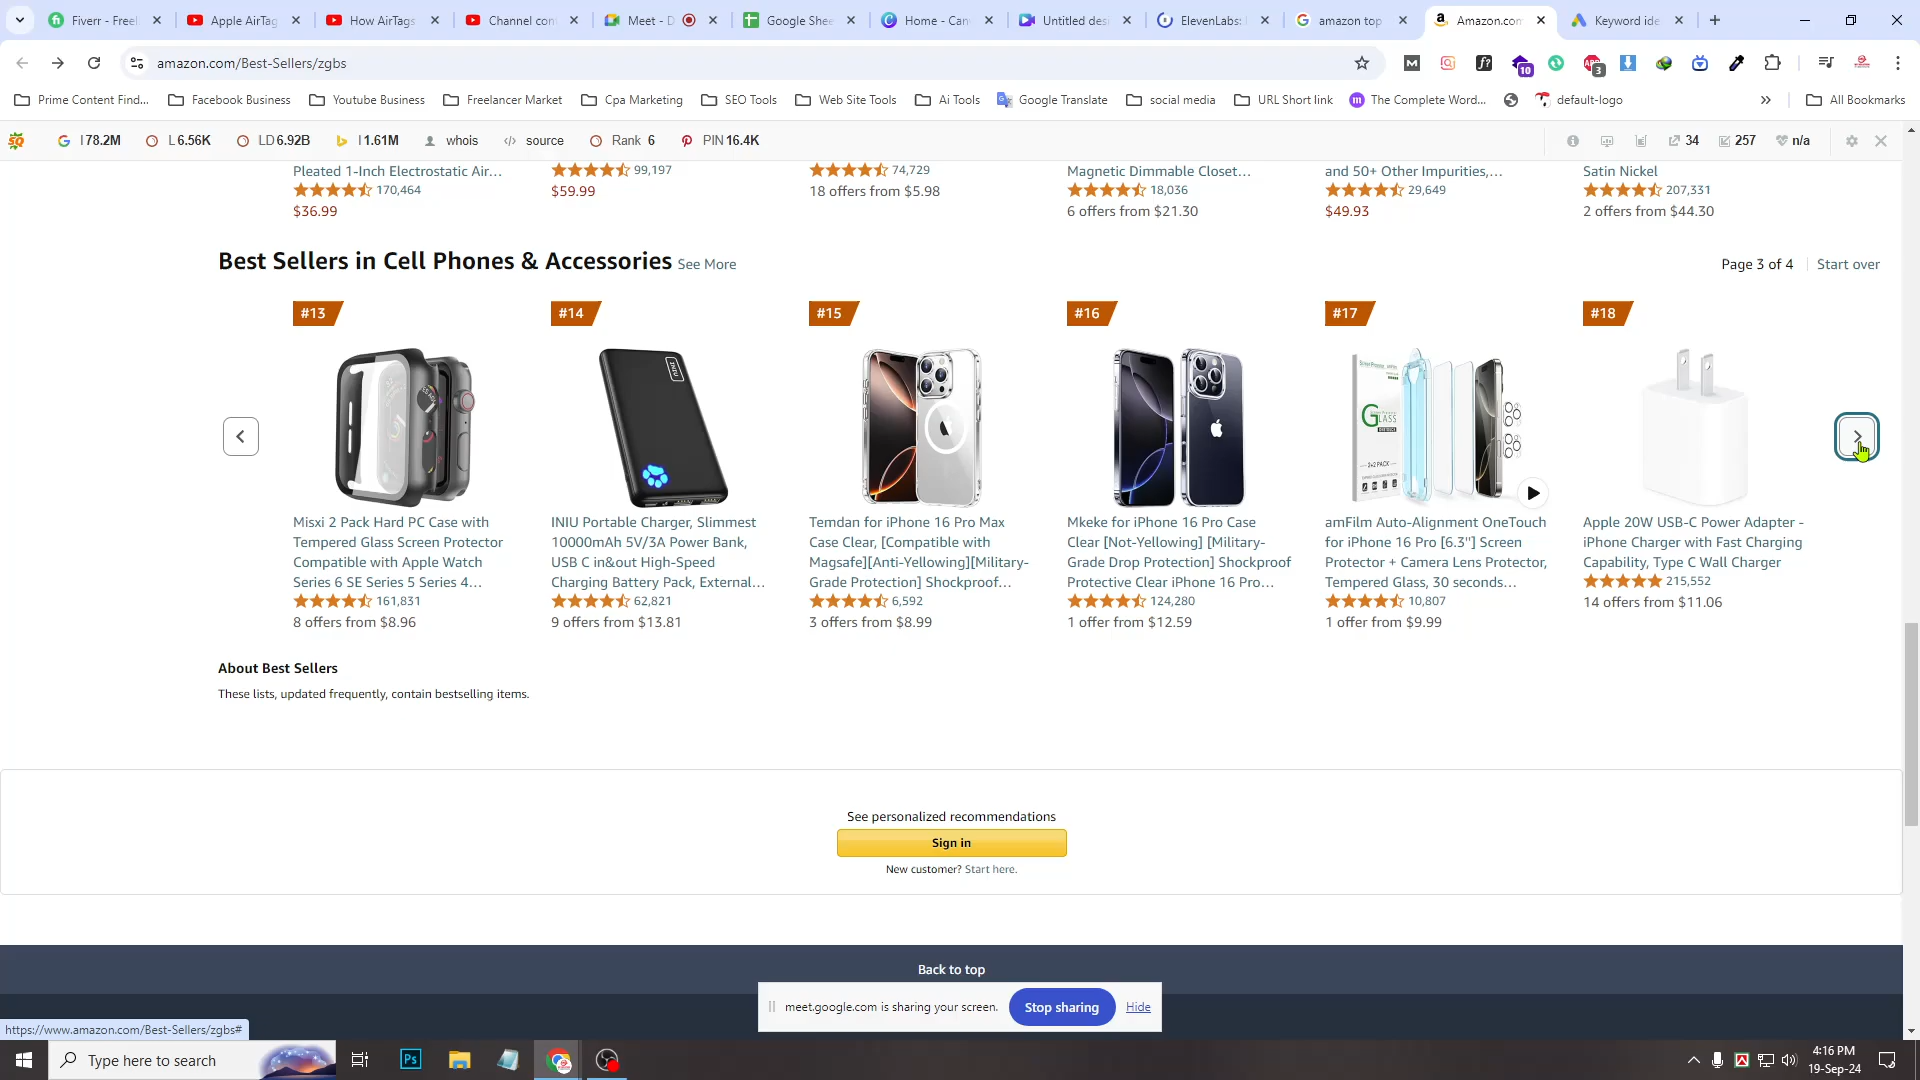 Fiverr - Freel
Apple AirTag
How AirTags
Channel con
Meet - D
Google Shee
Home - Can
Untitled desi
ElevenLabs:
amazon top
Amazon.com
Keyword ide
amazon.com/Best-Sellers/zgbs
10
3
Prime Content Find...
Facebook Business
Youtube Business
Freelancer Market
Cpa Marketing
SEO Tools
Web Site Tools
Ai Tools
Google Translate
social media
URL Short link
The Complete Word...
default-logo
All Bookmarks
I 78.2M
L 6.56K
LD 6.92B
I 1.61M
whois
source
Rank 6
PIN 16.4K
34
257
n/a
Pleated 1-Inch Electrostatic Air...
170,464
$36.99
99,197
$59.99
74,729
18 offers from $5.98
Magnetic Dimmable Closet...
18,036
6 offers from $21.30
and 50+ Other Impurities,...
29,649
$49.93
Satin Nickel
207,331
2 offers from $44.30
Best Sellers in Cell Phones & Accessories See More
Page 3 of 4
Start over
#13
Misxi 2 Pack Hard PC Case with
Tempered Glass Screen Protector
Compatible with Apple Watch
Series 6 SE Series 5 Series 4...
161,831
8 offers from $8.96
#14
INIU
INIU Portable Charger, Slimmest
10000mAh 5V/3A Power Bank,
USB C in&out High-Speed
Charging Battery Pack, External...
62,821
9 offers from $13.81
#15
Temdan for iPhone 16 Pro Max
Case Clear, [Compatible with
Magsafe][Anti-Yellowing][Military-
Grade Protection] Shockproof...
6,592
3 offers from $8.99
#16
Mkeke for iPhone 16 Pro Case
Clear [Not-Yellowing] [Military-
Grade Drop Protection] Shockproof
Protective Clear iPhone 16 Pro...
124,280
1 offer from $12.59
#17
GLASS
2+2 PACK
amFilm Auto-Alignment OneTouch
for iPhone 16 Pro [6.3"] Screen
Protector + Camera Lens Protector,
Tempered Glass, 30 seconds...
10,807
1 offer from $9.99
#18
Apple 20W USB-C Power Adapter -
iPhone Charger with Fast Charging
Capability, Type C Wall Charger
215,552
14 offers from $11.06
About Best Sellers
These lists, updated frequently, contain bestselling items.
See personalized recommendations
Sign in
New customer? Start here.
Back to top
meet.google.com is sharing your screen.
Stop sharing
Hide
https://www.amazon.com/Best-Sellers/zgbs#
Type here to search
Ps
4:16 PM
19-Sep-24